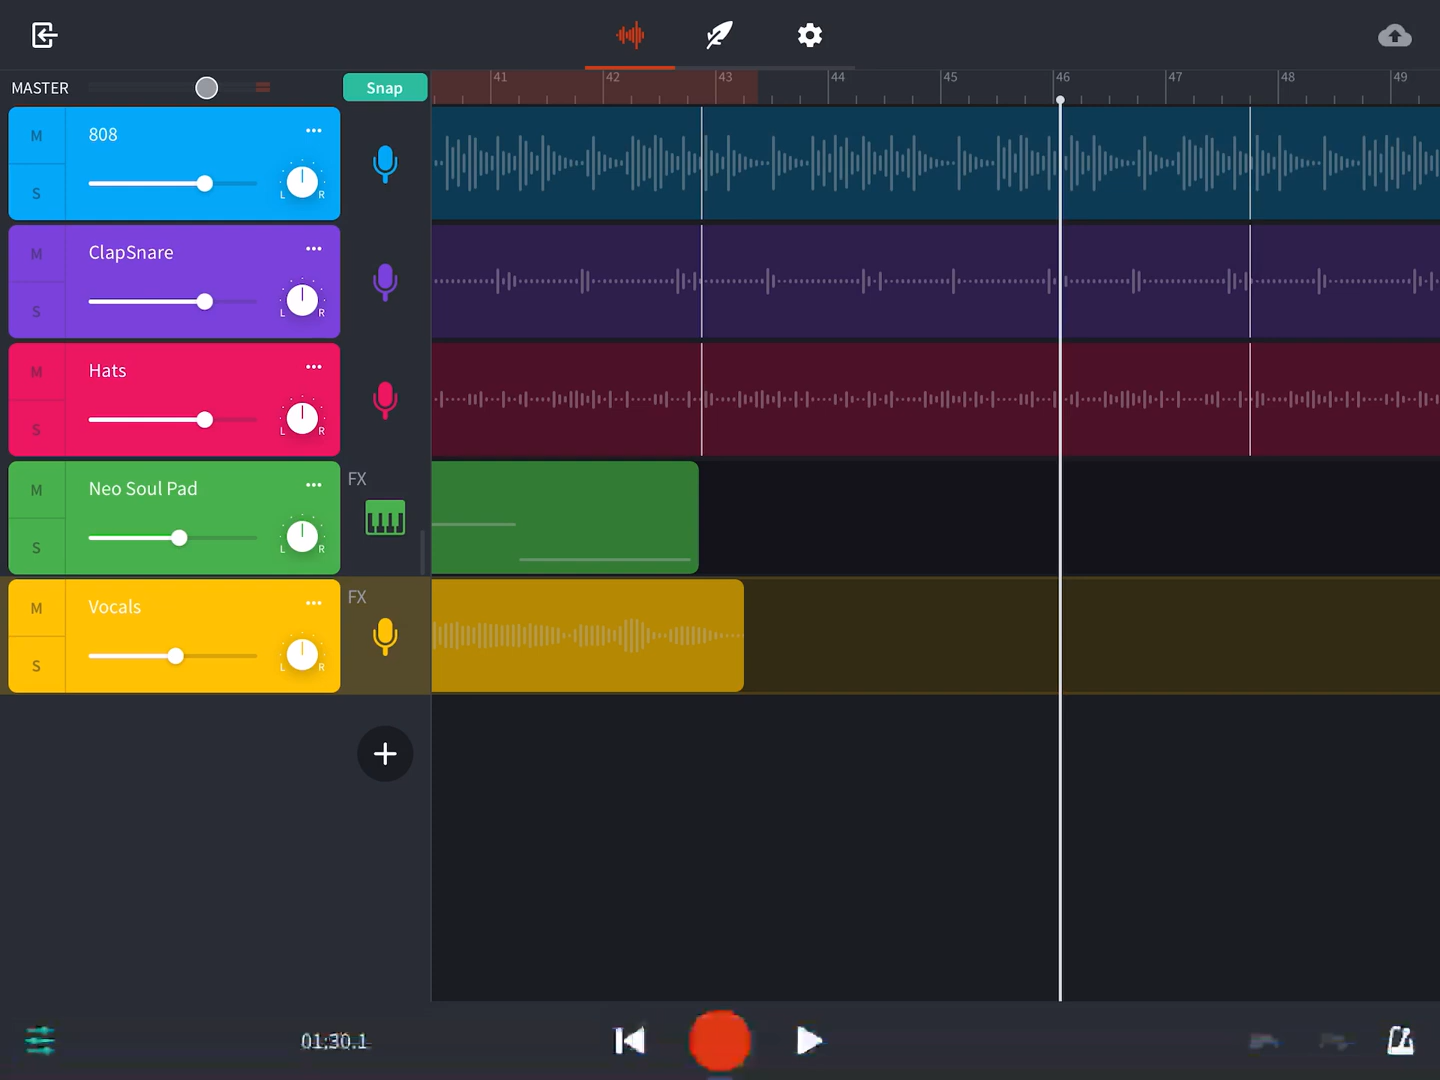 MASTER
Snap
41 42 43 44 45 46 47 48 49
M
808
S
L R
M
ClapSnare
S
L R
M
Hats
S
L R
FX
M
Neo Soul Pad
S
L R
FX
M
Vocals
S
L R
01:30.1